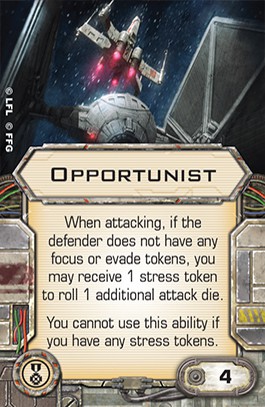 © LFL © FFG
OPPORTUNIST
When attacking, if the
defender does not have any
focus or evade tokens, you
may receive 1 stress token
to roll 1 additional attack die.
You cannot use this ability if
you have any stress tokens.
4